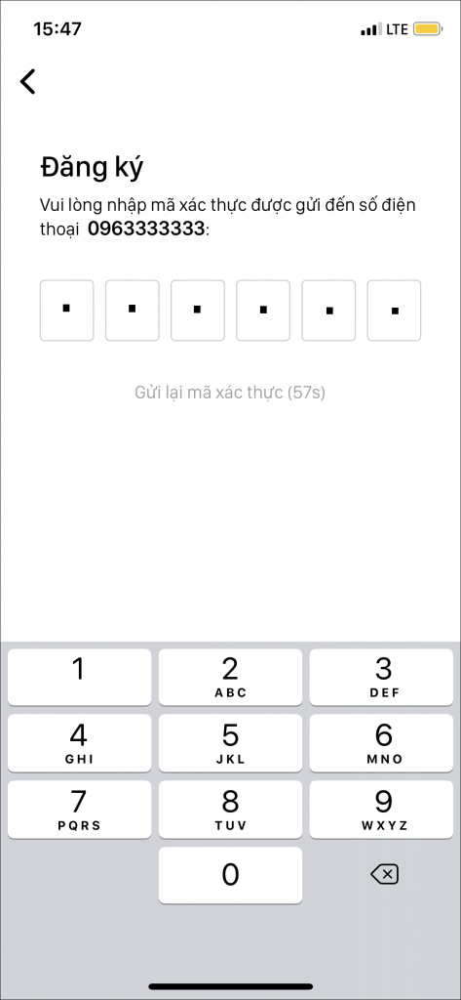 15:47
LTE
Đăng ký
Vui lòng nhập mã xác thực được gửi đến số điện
thoại 0963333333:
Gửi lại mã xác thực (57s)
1 2 3
ABC DEF
4 5 6
GHI JKL MNO
7 8 9
PQRS TUV WXYZ
0